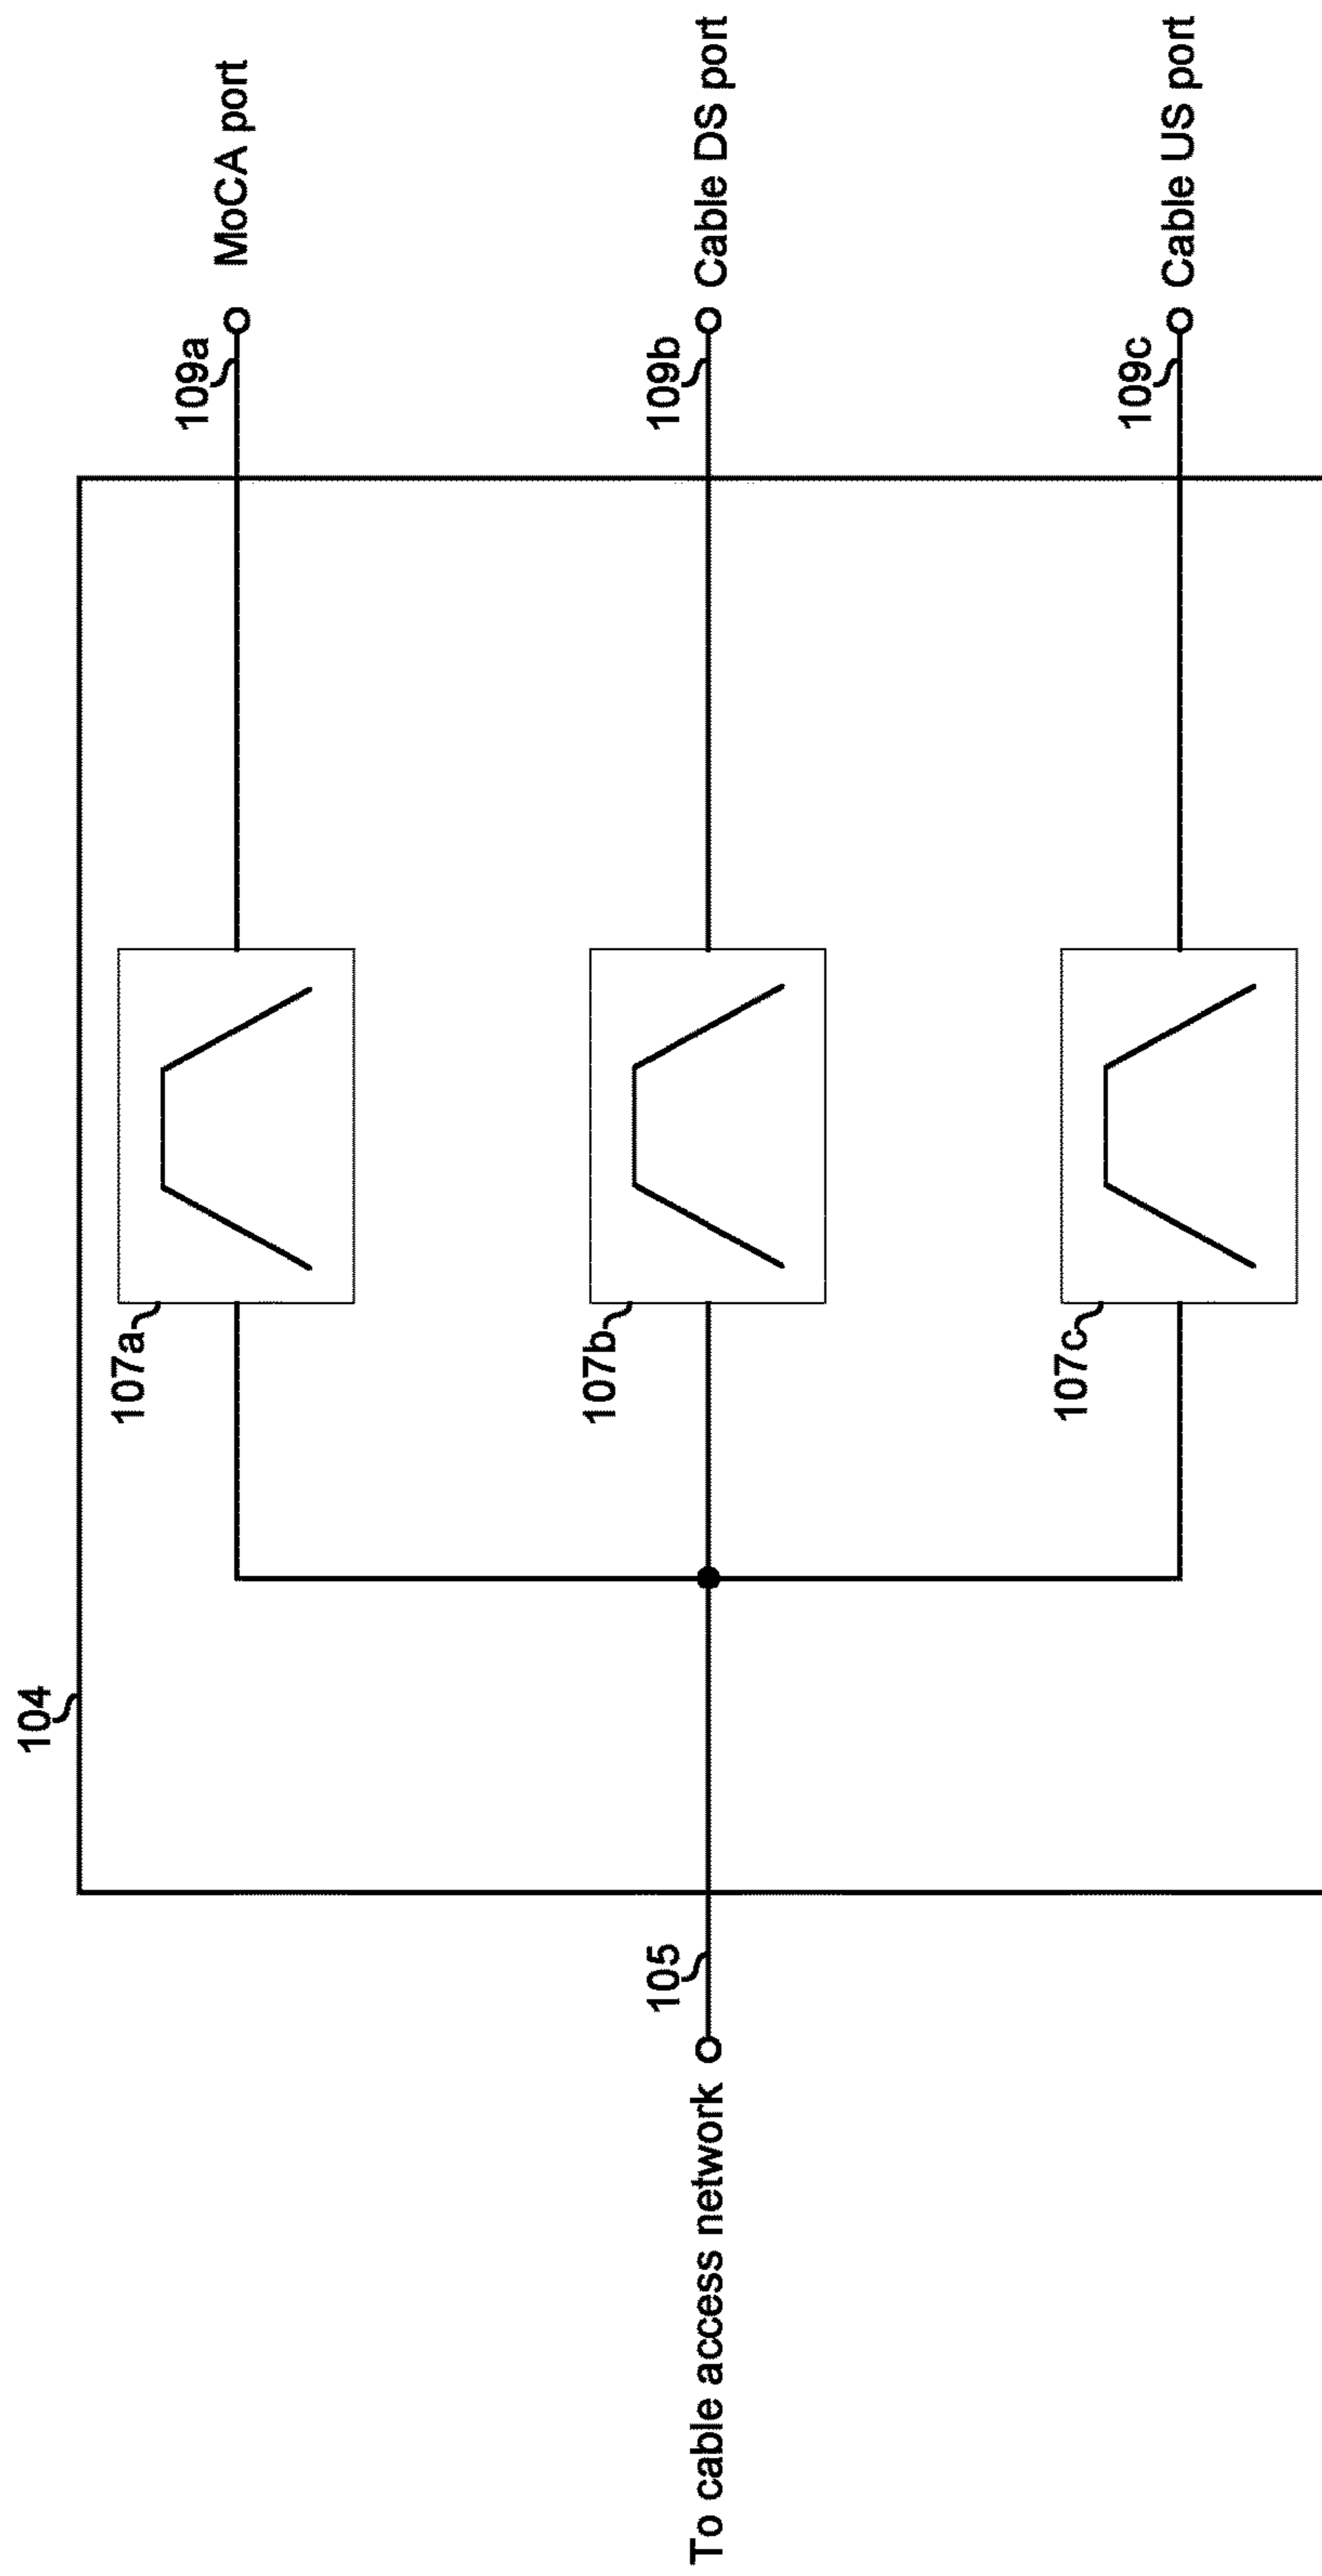 104
107a
109a
MoCA port
To cable access network
105
107b
109b
Cable DS port
107c
109c
Cable US port